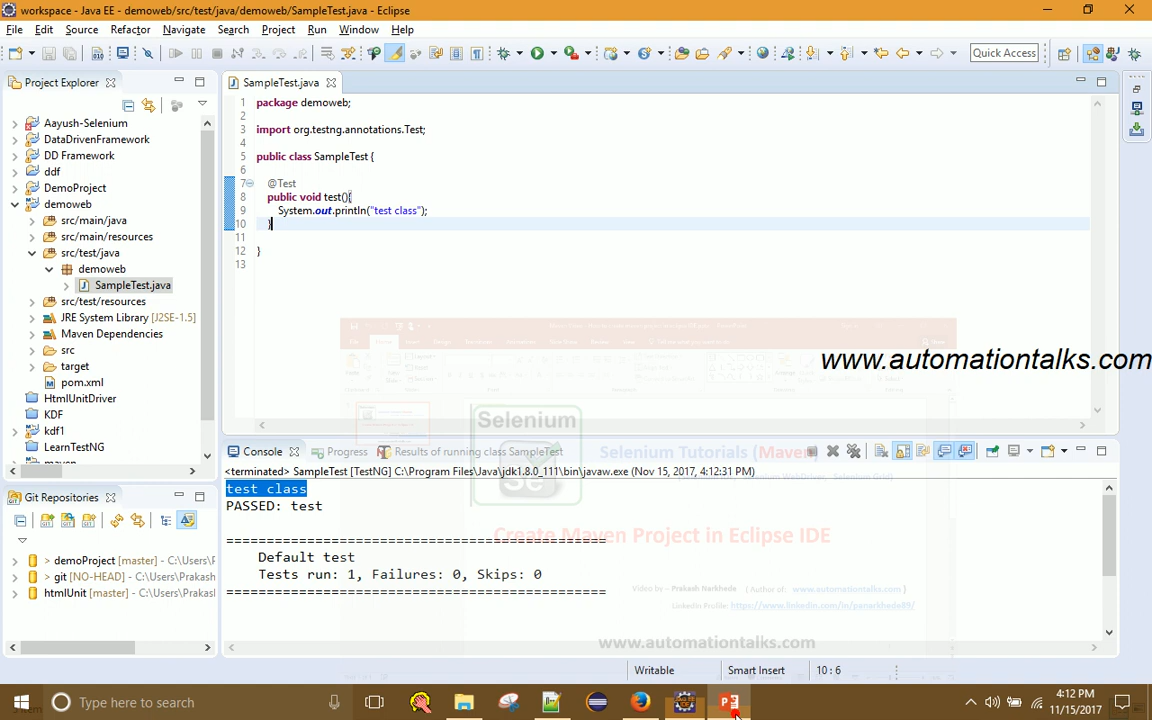 workspace - Java EE - demoweb/src/test/java/demoweb/SampleTest.java - Eclipse
File Edit Source Refactor Navigate Search Project Run Window Help
Quick Access
Project Explorer
SampleTest.java
Aayush-Selenium
DataDrivenFramework
DD Framework
ddf
DemoProject
demoweb
src/main/java
src/main/resources
src/test/java
demoweb
SampleTest.java
src/test/resources
JRE System Library [J2SE-1.5]
Maven Dependencies
src
target
pom.xml
HtmlUnitDriver
KDF
kdf1
LearnTestNG
maven
1 package demoweb;
2
3 import org.testng.annotations.Test;
4
5 public class SampleTest {
6
7 @Test
8 public void test(){
9 System.out.println("test class");
10 }
11
12 }
13
www.automationtalks.com
Selenium
Selenium Tutorials (Maven)
Create Maven Project in Eclipse IDE
Video by – Prakash Narkhede ( Author of: www.automationtalks.com )
LinkedIn Profile: https://www.linkedin.com/in/panarkhede89/
www.automationtalks.com
Console Progress Results of running class SampleTest
<terminated> SampleTest [TestNG] C:\Program Files\Java\jdk1.8.0_111\bin\javaw.exe (Nov 15, 2017, 4:12:31 PM)
test class
PASSED: test
===============================================
Default test
Tests run: 1, Failures: 0, Skips: 0
===============================================
Git Repositories
> demoProject [master] - C:\Users\P
> git [NO-HEAD] - C:\Users\Prakash
htmlUnit [master] - C:\Users\Prakas
Writable Smart Insert 10 : 6
Type here to search
4:12 PM
11/15/2017